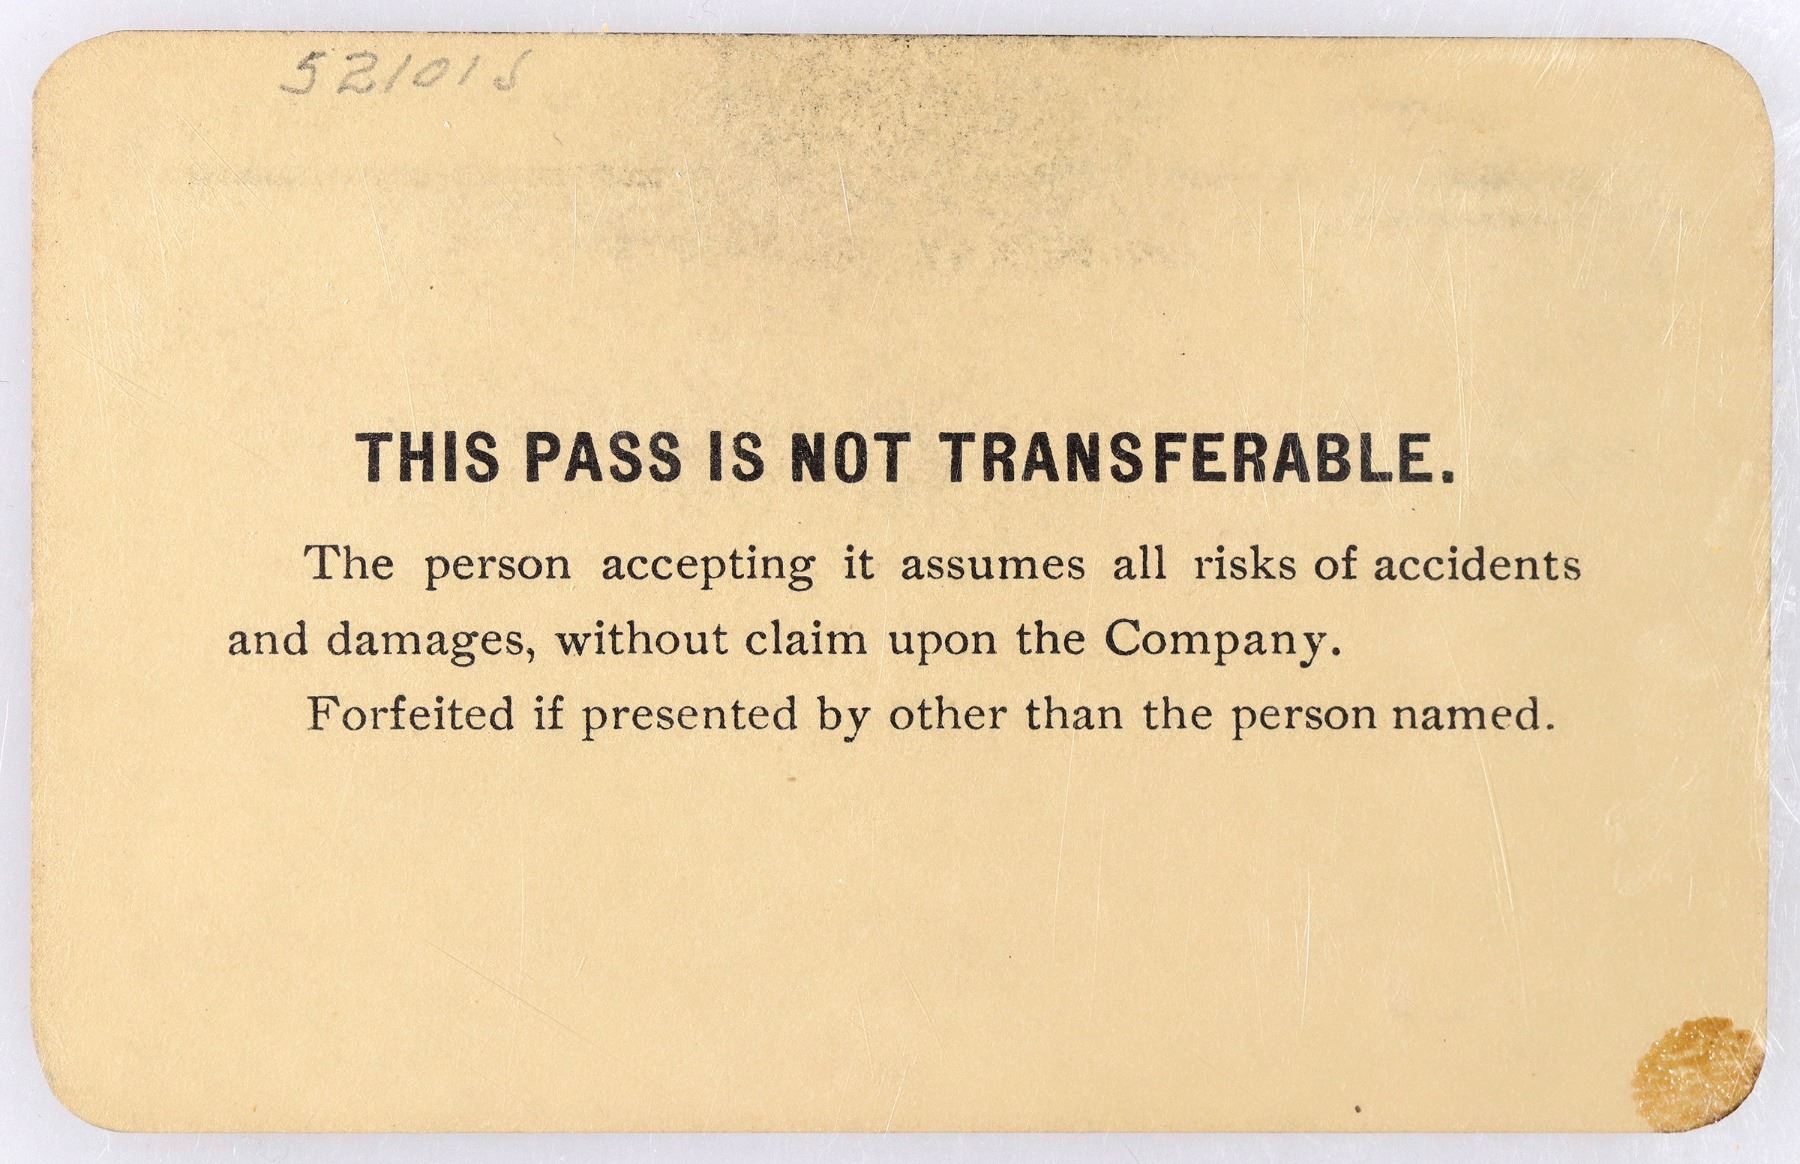 THIS PASS IS NOT TRANSFERABLE.
The person accepting it assumes all risks of accidents
and damages, without claim upon the Company.
Forfeited if presented by other than the person named.